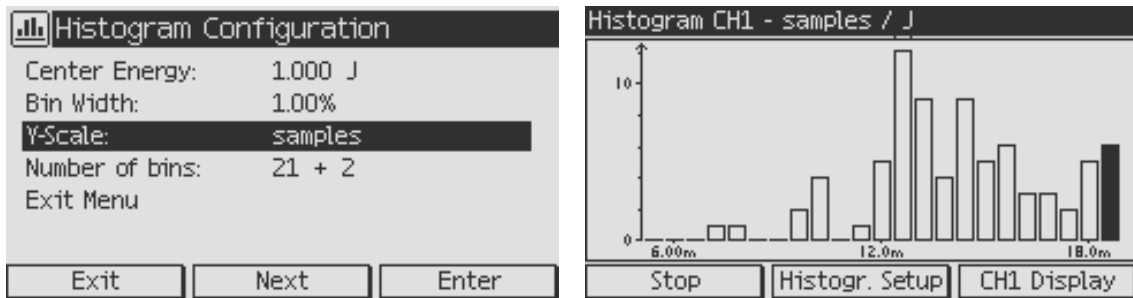 Histogram Configuration
Center Energy: 1.000 J
Bin Width: 1.00%
Y-Scale: samples
Number of bins: 21 + 2
Exit Menu
Exit Next Enter
Histogram CH1 - samples / J
10
0
6.00m 12.0m 18.0m
Stop Histogr. Setup CH1 Display